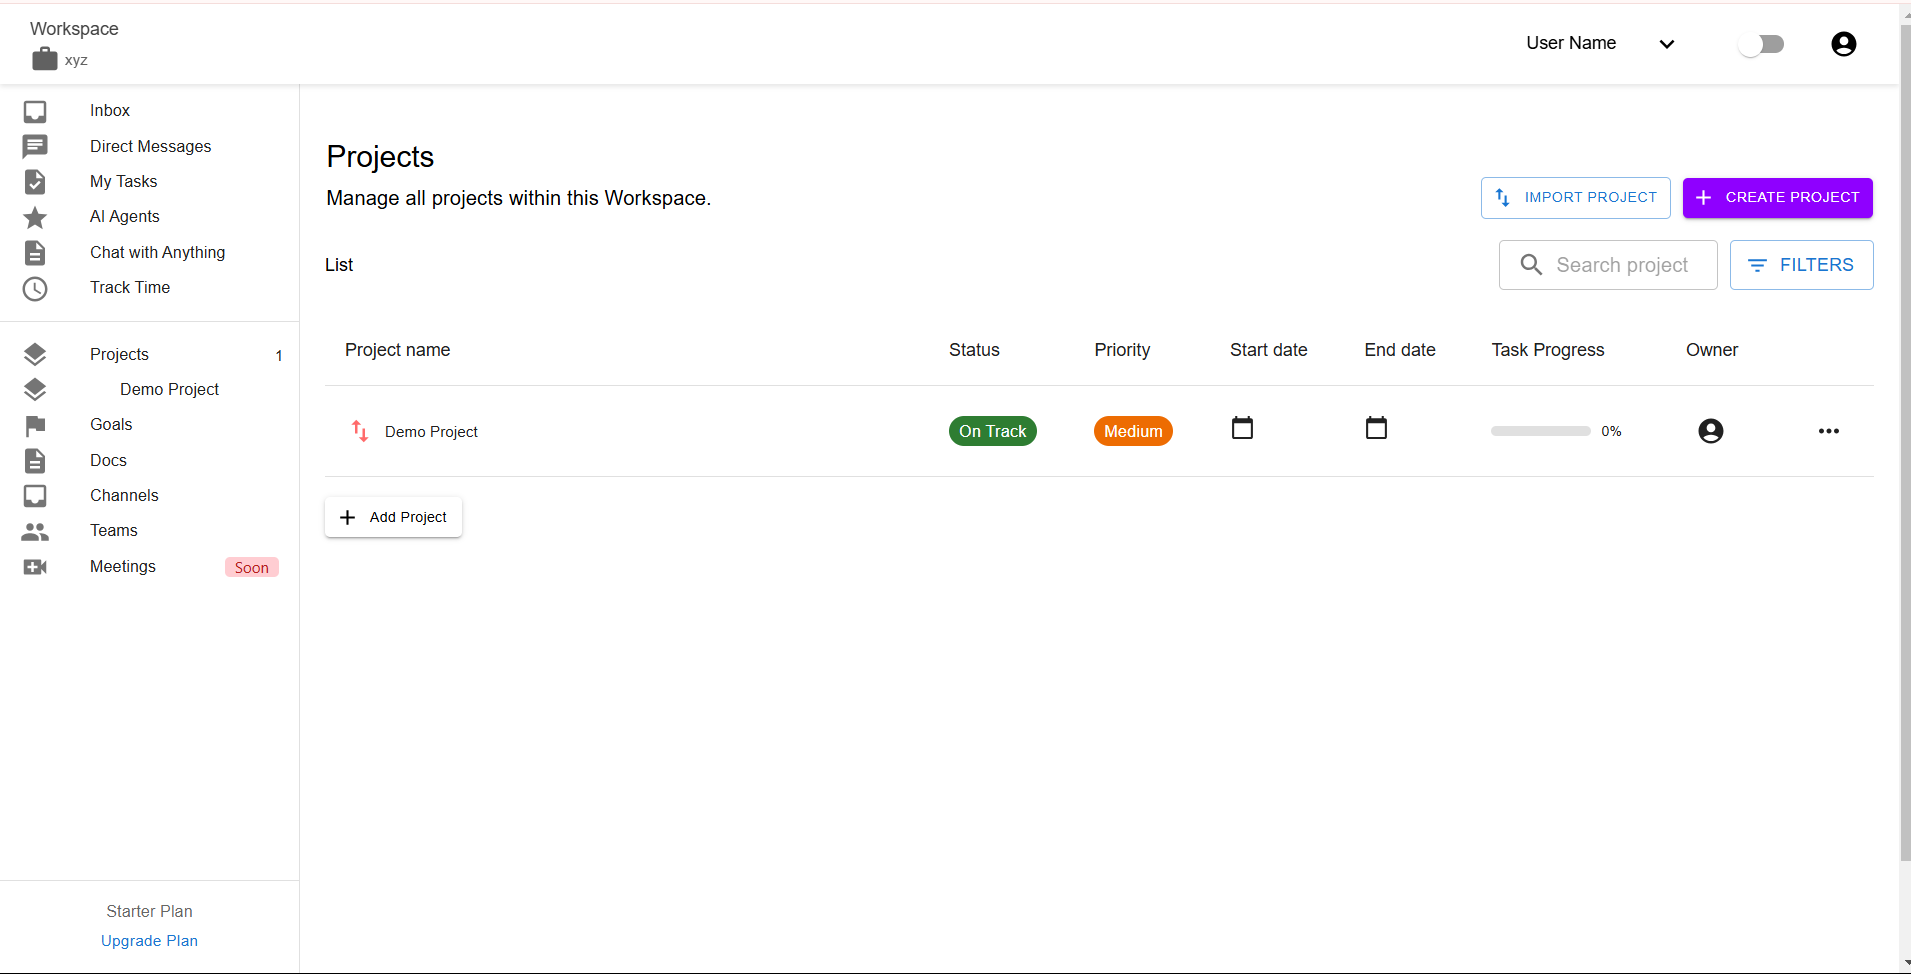 Workspace
xyz
User Name
Inbox
Direct Messages
My Tasks
AI Agents
Chat with Anything
Track Time
Projects 1
Demo Project
Goals
Docs
Channels
Teams
Meetings Soon
Starter Plan
Upgrade Plan
Projects
Manage all projects within this Workspace.
IMPORT PROJECT CREATE PROJECT
List Search project FILTERS
Project name Status Priority Start date End date Task Progress Owner
Demo Project On Track Medium 0%
Add Project